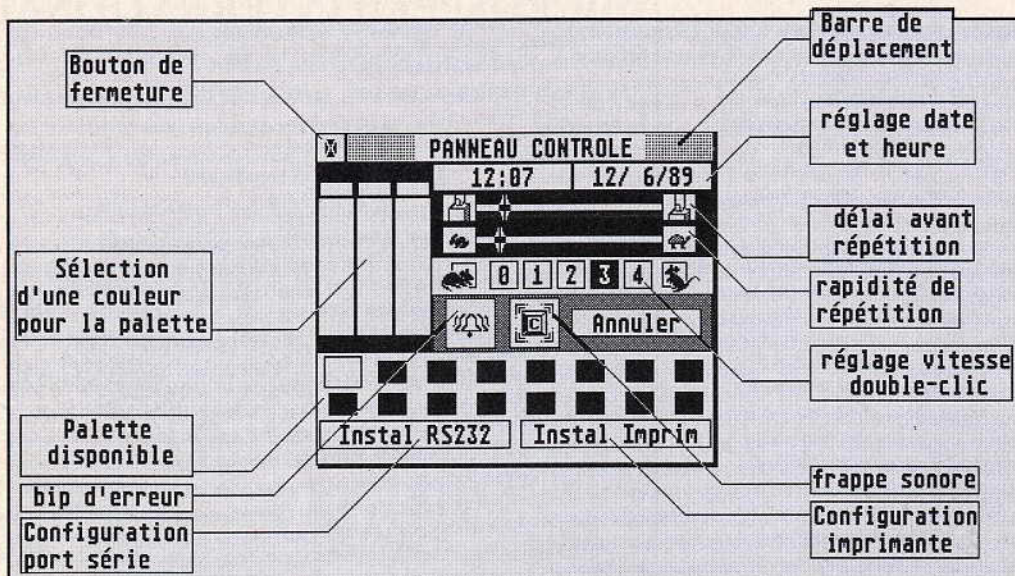 Barre de
déplacement
Bouton de
fermeture
réglage date
et heure
PANNEAU CONTROLE
12:07 12/ 6/89
délai avant
répétition
Sélection
d'une couleur
pour la palette
0 1 2 3 4
rapidité de
répétition
C
Annuler
réglage vitesse
double-clic
Palette
disponible
Instal RS232 Instal Imprim
bip d'erreur
frappe sonore
Configuration
port série
Configuration
imprimante